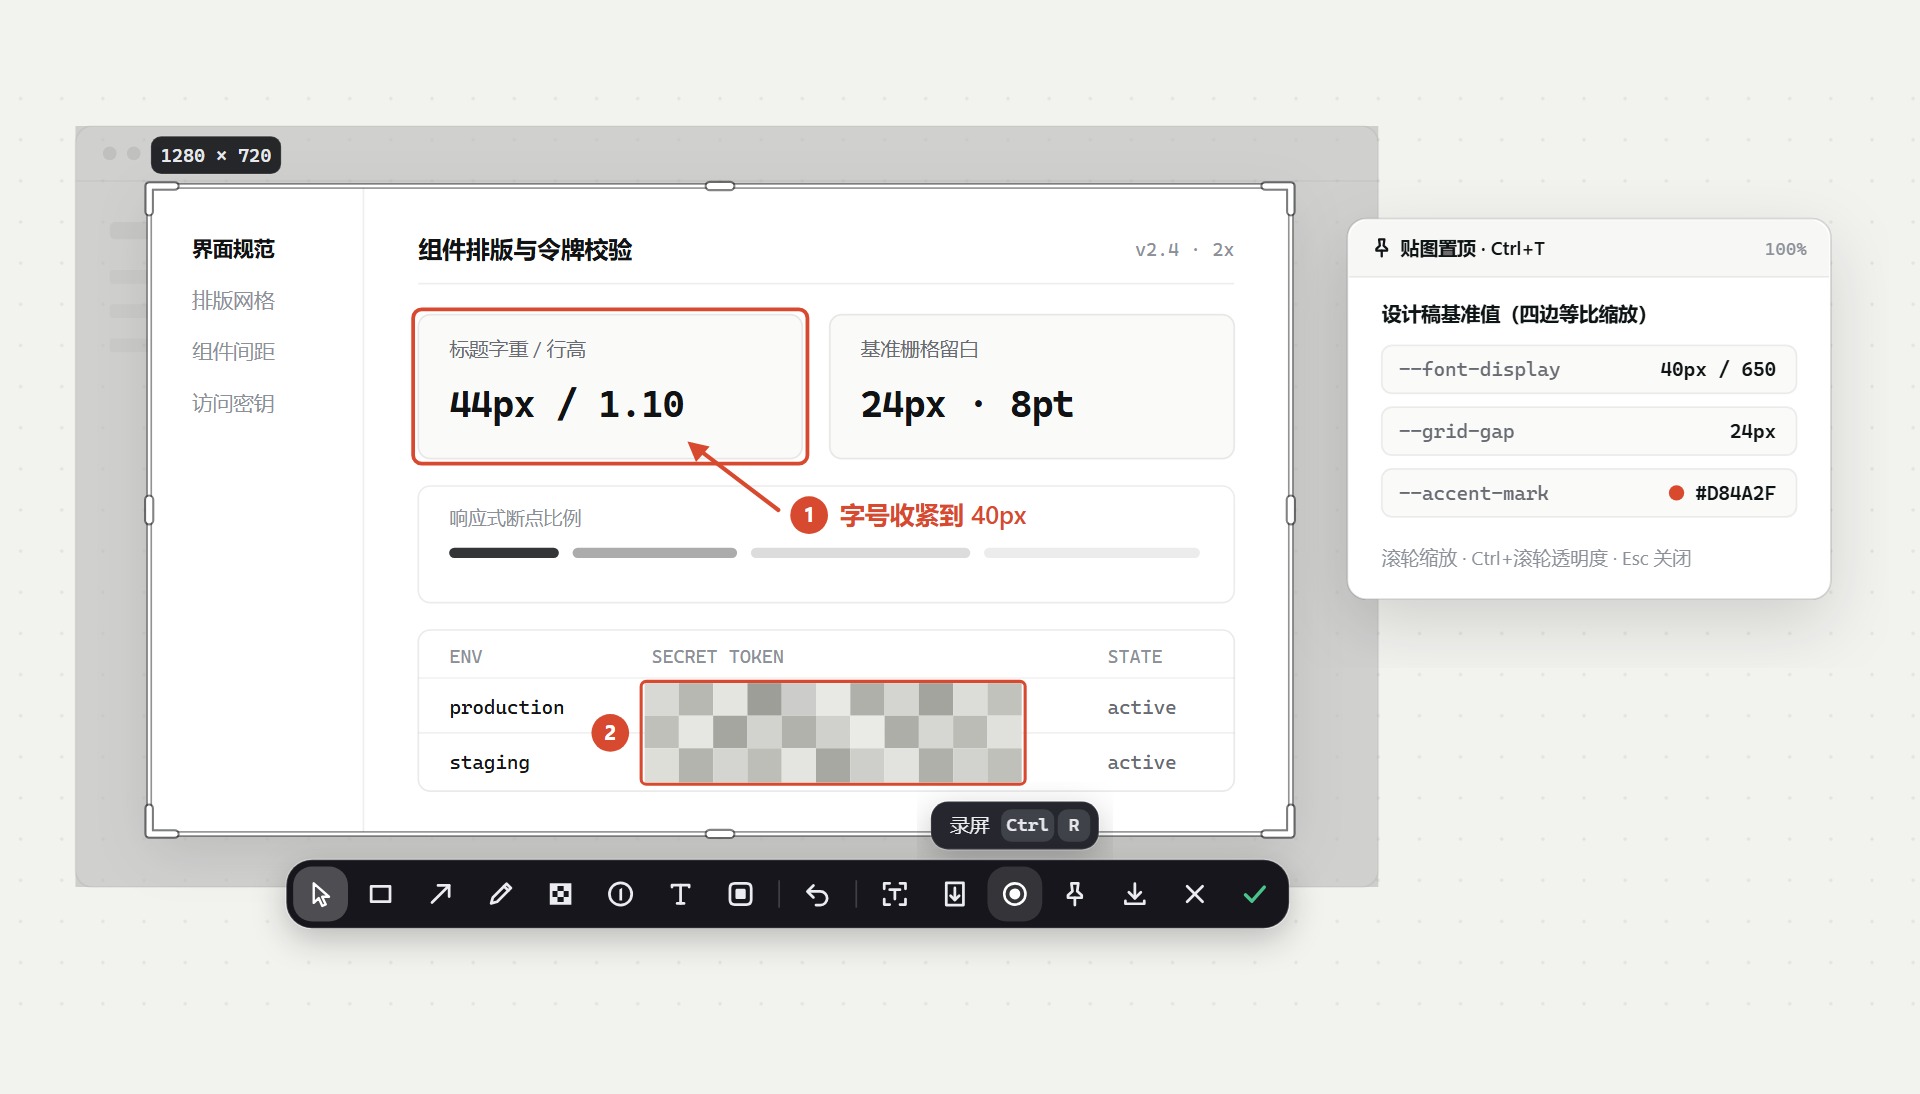 1280 × 720
界面规范
排版网格
组件间距
访问密钥
组件排版与令牌校验
v2.4 · 2x
标题字重 / 行高
44px / 1.10
基准栅格留白
24px · 8pt
响应式断点比例
1 字号收紧到 40px
ENV SECRET TOKEN STATE
production active
2
staging active
录屏 Ctrl R
贴图置顶 · Ctrl+T 100%
设计稿基准值（四边等比缩放）
--font-display 40px / 650
--grid-gap 24px
--accent-mark #D84A2F
滚轮缩放 · Ctrl+滚轮透明度 · Esc 关闭